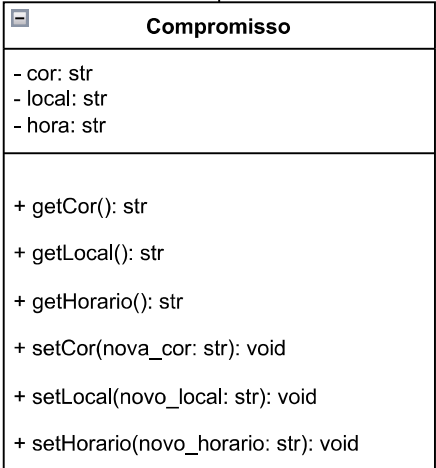 Compromisso
- cor: str
- local: str
- hora: str
+ getCor(): str
+ getLocal(): str
+ getHorario(): str
+ setCor(nova_cor: str): void
+ setLocal(novo_local: str): void
+ setHorario(novo_horario: str): void